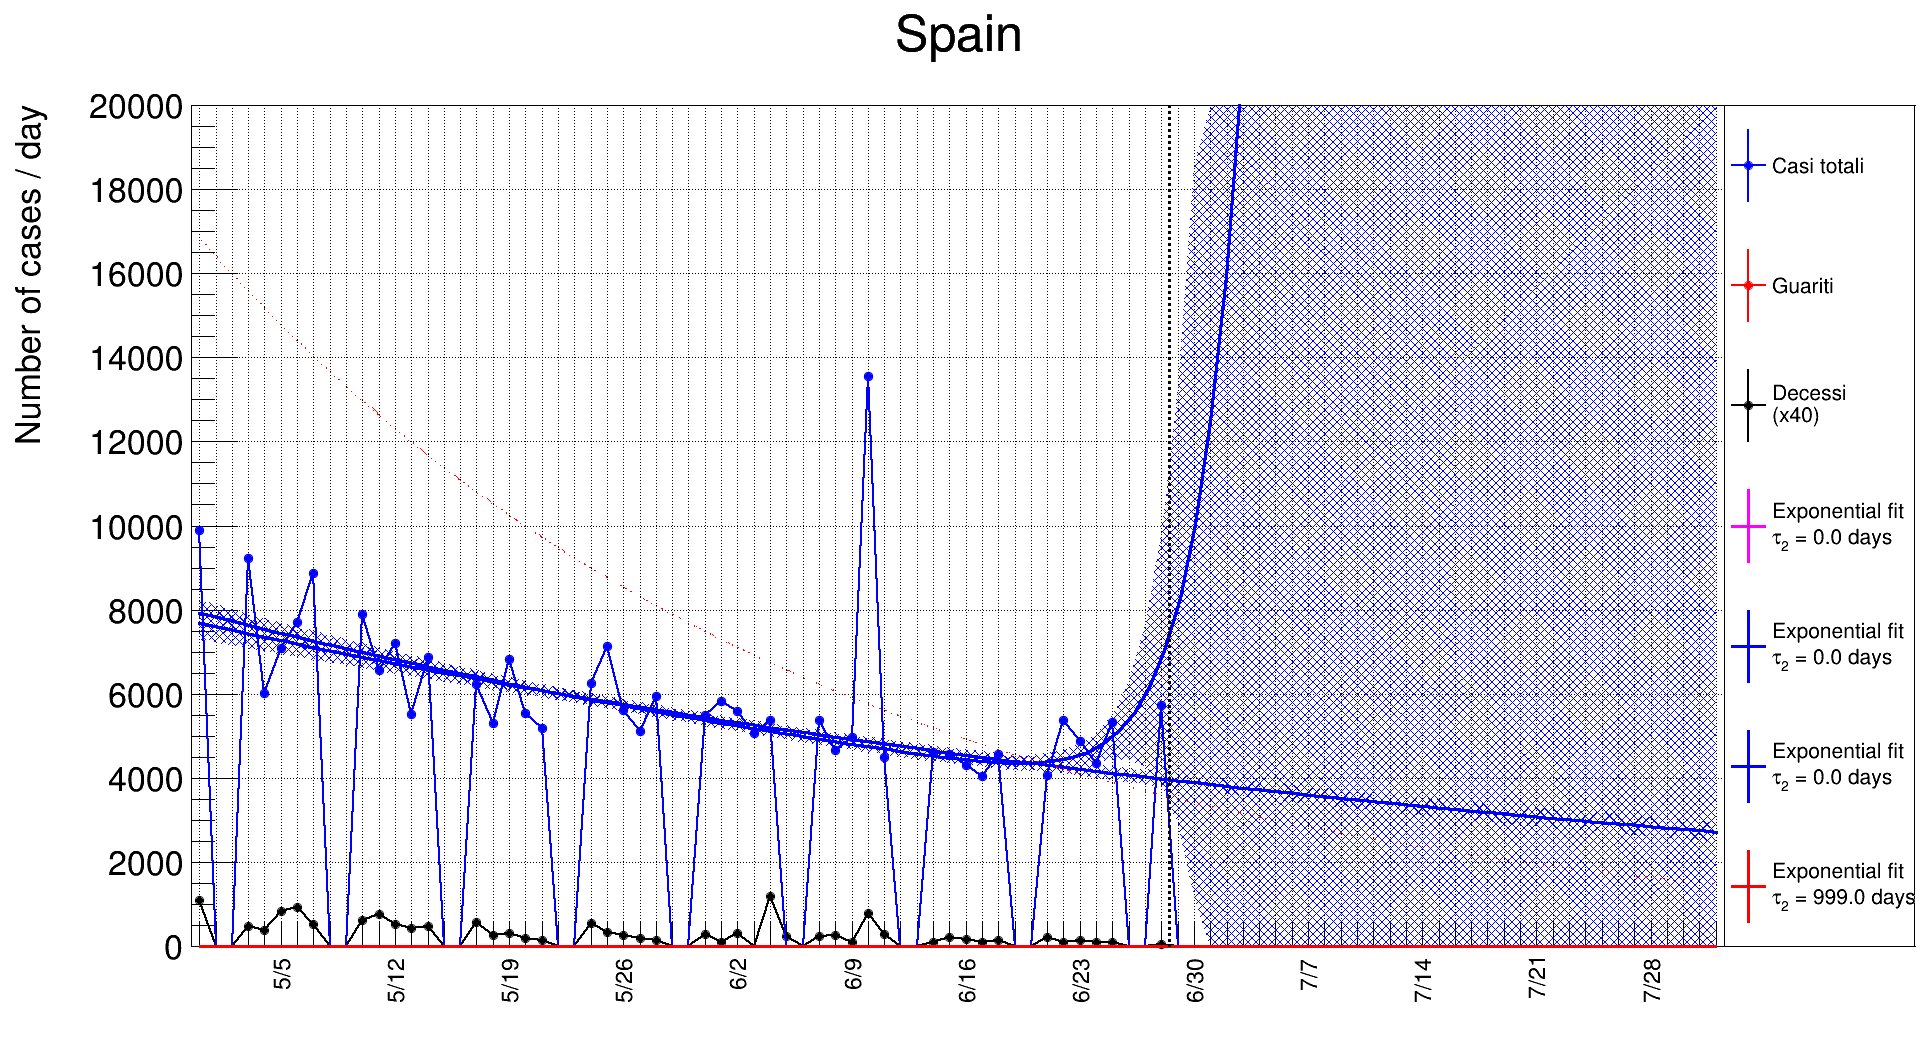 Spain
Number of cases / day
20000
18000
16000
14000
12000
10000
8000
6000
4000
2000
0
5/5
5/12
5/19
5/26
6/2
6/9
6/16
6/23
6/30
7/7
7/14
7/21
7/28
Casi totali
Guariti
Decessi
(x40)
Exponential fit
τ2 = 0.0 days
Exponential fit
τ2 = 0.0 days
Exponential fit
τ2 = 0.0 days
Exponential fit
τ2 = 999.0 days